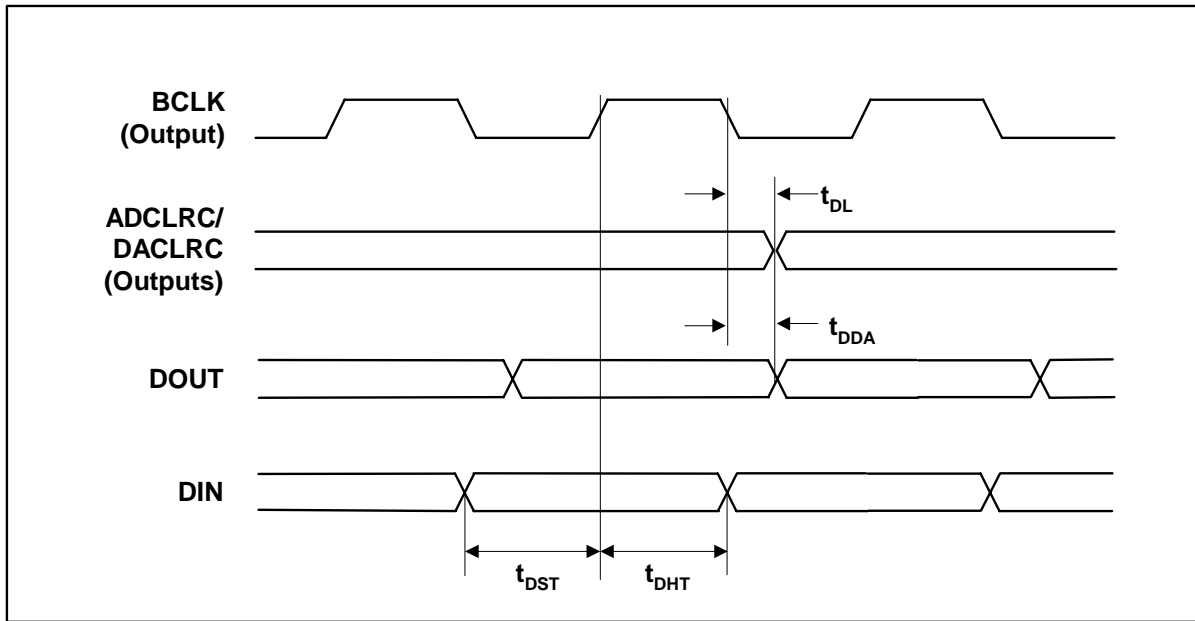 BCLK
(Output)
ADCLRC/
DACLRC
(Outputs)
t_DL
t_DDA
DOUT
DIN
t_DST
t_DHT